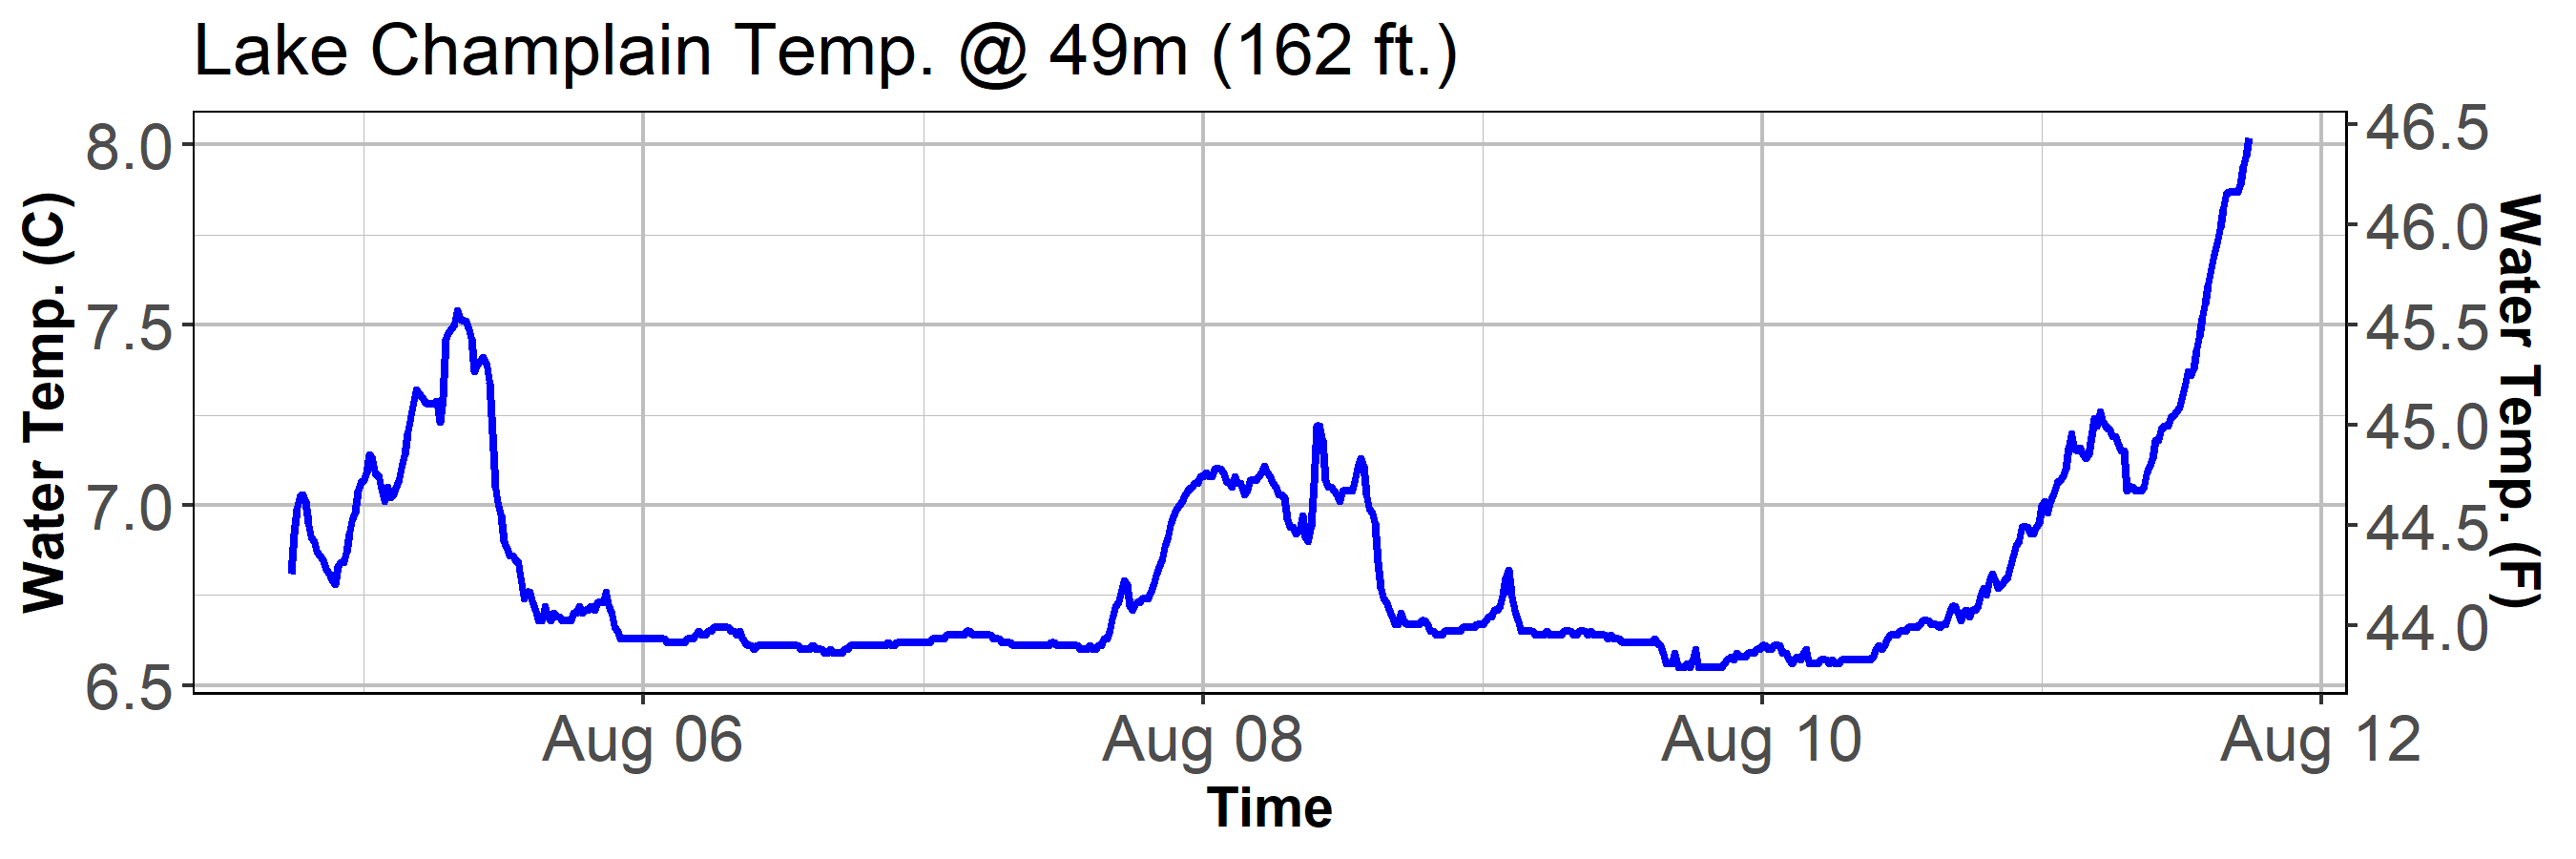 Lake Champlain Temp. @ 49m (162 ft.)
Water Temp. (C)
8.0
7.5
7.0
6.5
46.5
46.0
45.5
45.0
44.5
44.0
Water Temp. (F)
Aug 06 Aug 08 Aug 10 Aug 12
Time